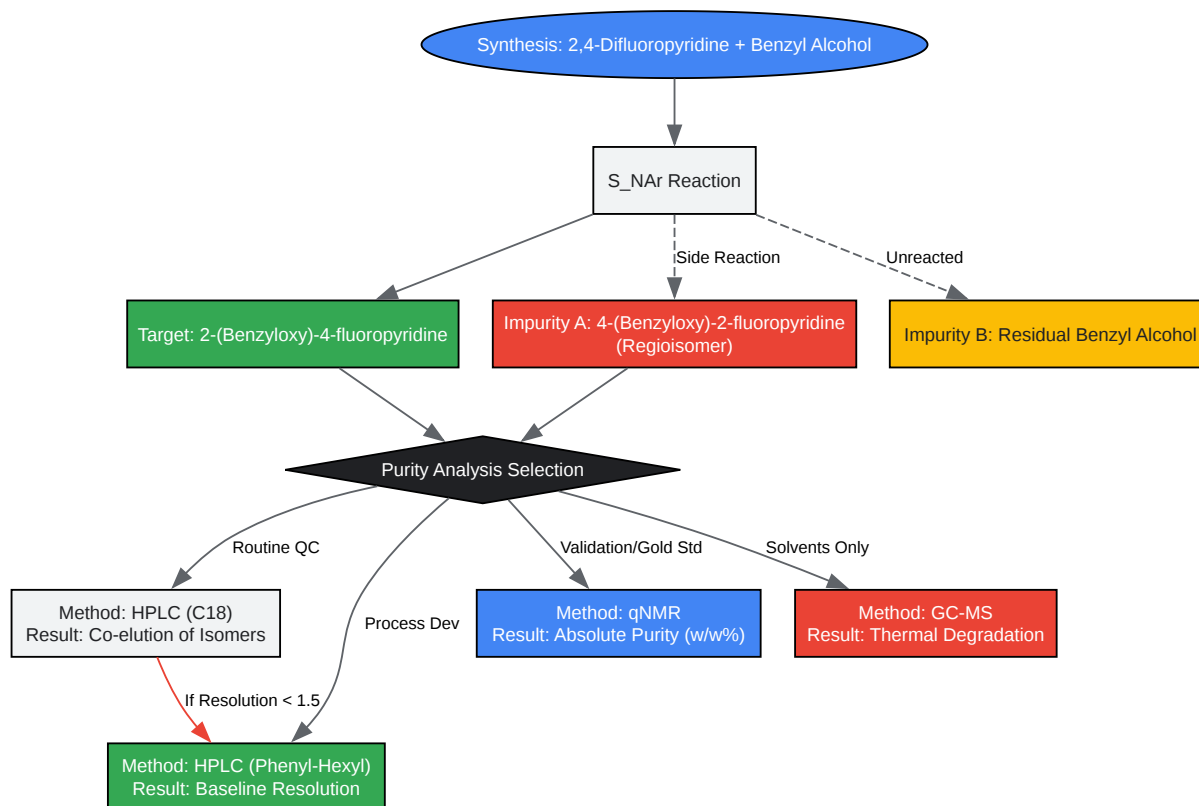 Synthesis: 2,4-Difluoropyridine + Benzyl Alcohol
S_NAr Reaction
Side Reaction
Unreacted
Target: 2-(Benzyloxy)-4-fluoropyridine
Impurity A: 4-(Benzyloxy)-2-fluoropyridine
(Regioisomer)
Impurity B: Residual Benzyl Alcohol
Purity Analysis Selection
Routine QC
Validation/Gold Std
Solvents Only
Method: HPLC (C18)
Result: Co-elution of Isomers
Process Dev
Method: qNMR
Result: Absolute Purity (w/w%)
Method: GC-MS
Result: Thermal Degradation
If Resolution < 1.5
Method: HPLC (Phenyl-Hexyl)
Result: Baseline Resolution